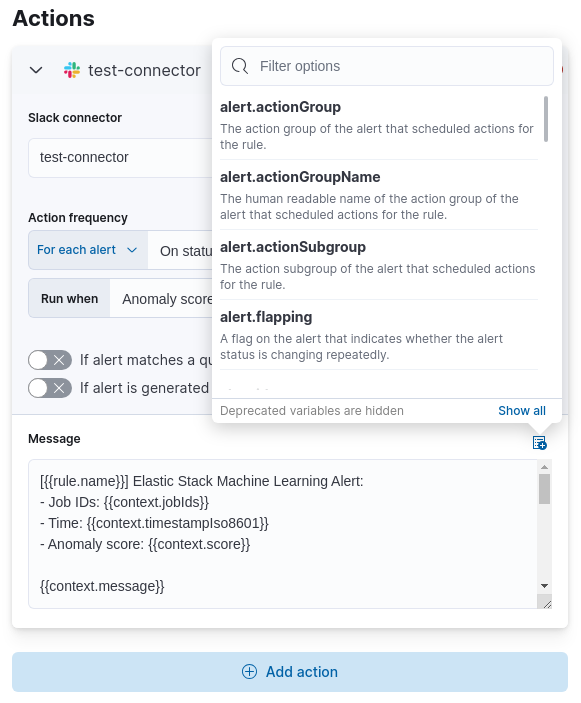 Actions
test-connector
Slack connector
test-connector
Action frequency
For each alert
On statu
Run when
Anomaly score
If alert matches a qu
If alert is generated
Filter options
alert.actionGroup
The action group of the alert that scheduled actions for
the rule.
alert.actionGroupName
The human readable name of the action group of the
alert that scheduled actions for the rule.
alert.actionSubgroup
The action subgroup of the alert that scheduled actions
for the rule.
alert.flapping
A flag on the alert that indicates whether the alert
status is changing repeatedly.
Deprecated variables are hidden
Show all
Message
[{{rule.name}}] Elastic Stack Machine Learning Alert:
- Job IDs: {{context.jobIds}}
- Time: {{context.timestampIso8601}}
- Anomaly score: {{context.score}}
{{context.message}}
Add action